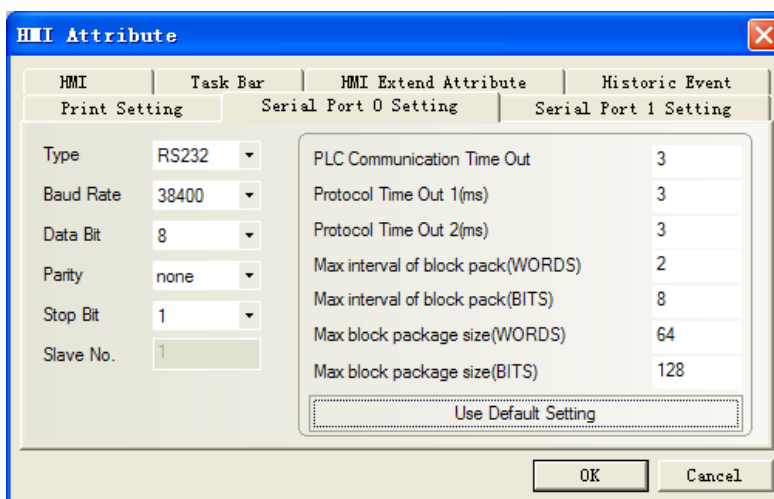 HMI Attribute
HMI Task Bar HMI Extend Attribute Historic Event
Print Setting Serial Port 0 Setting Serial Port 1 Setting
Type RS232
Baud Rate 38400
Data Bit 8
Parity none
Stop Bit 1
Slave No. 1
PLC Communication Time Out 3
Protocol Time Out 1(ms) 3
Protocol Time Out 2(ms) 3
Max interval of block pack(WORDS) 2
Max interval of block pack(BITS) 8
Max block package size(WORDS) 64
Max block package size(BITS) 128
Use Default Setting
OK Cancel